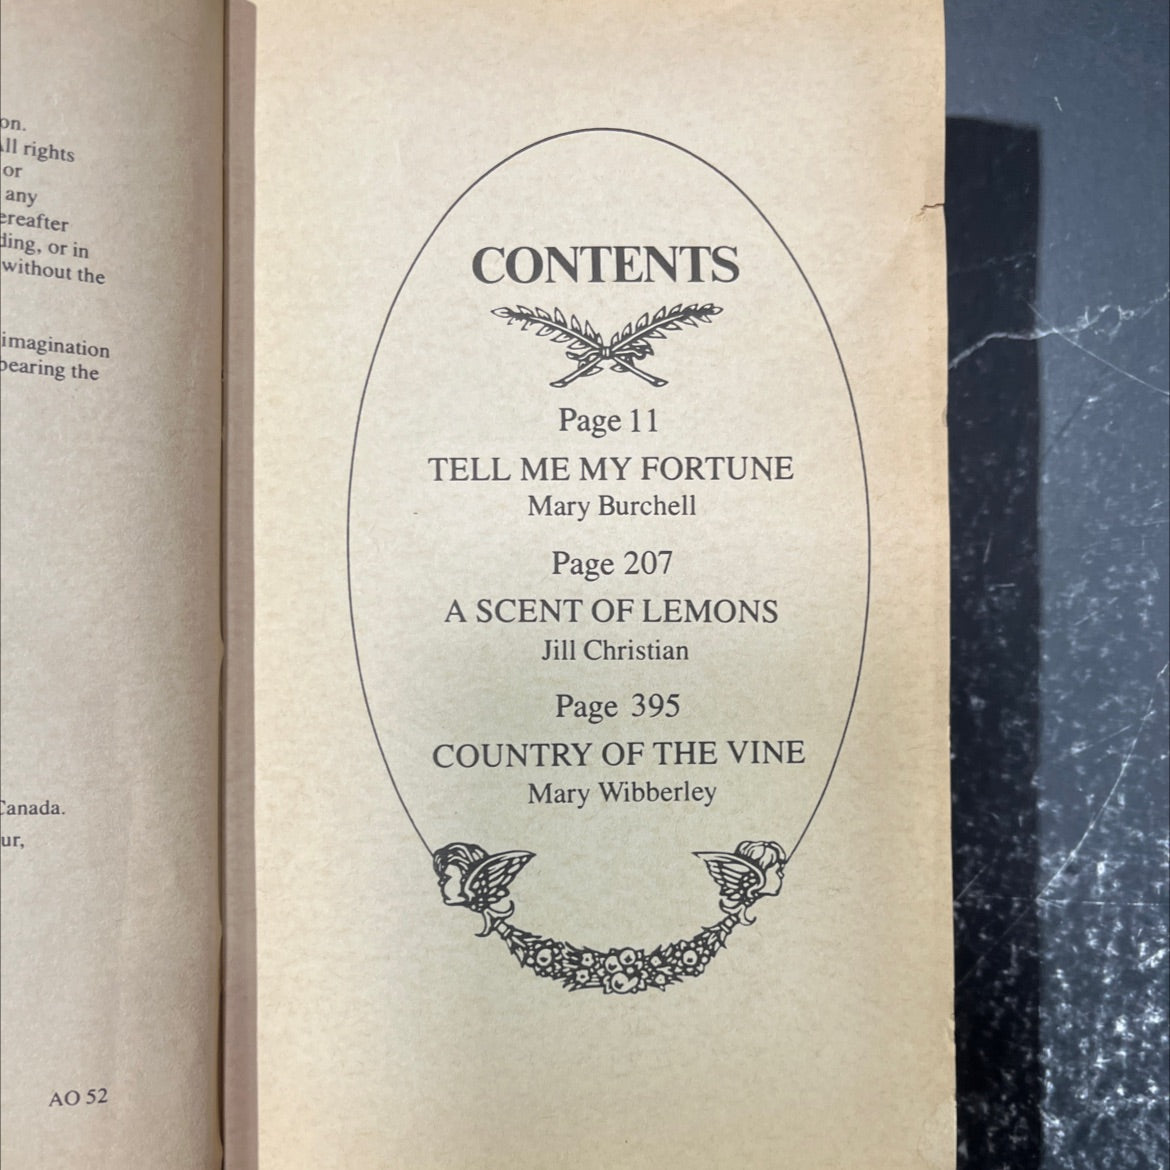 on.
All rights
or
any
ereafter
ding, or in
without the
imagination
bearing the
Canada.
ur,
AO 52
CONTENTS
Page 11
TELL ME MY FORTUNE
Mary Burchell
Page 207
A SCENT OF LEMONS
Jill Christian
Page 395
COUNTRY OF THE VINE
Mary Wibberley